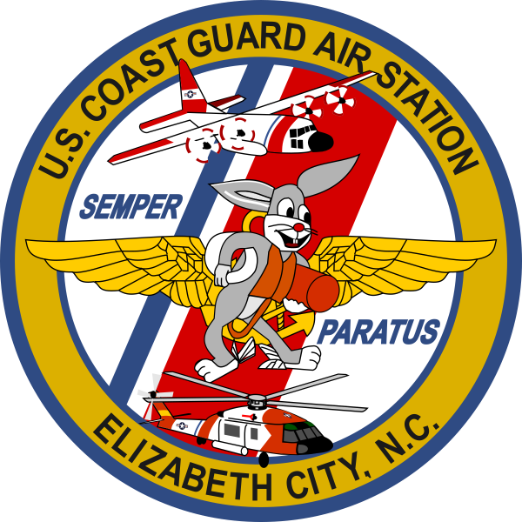 U.S. COAST GUARD AIR STATION
SEMPER
PARATUS
ELIZABETH CITY, N.C.